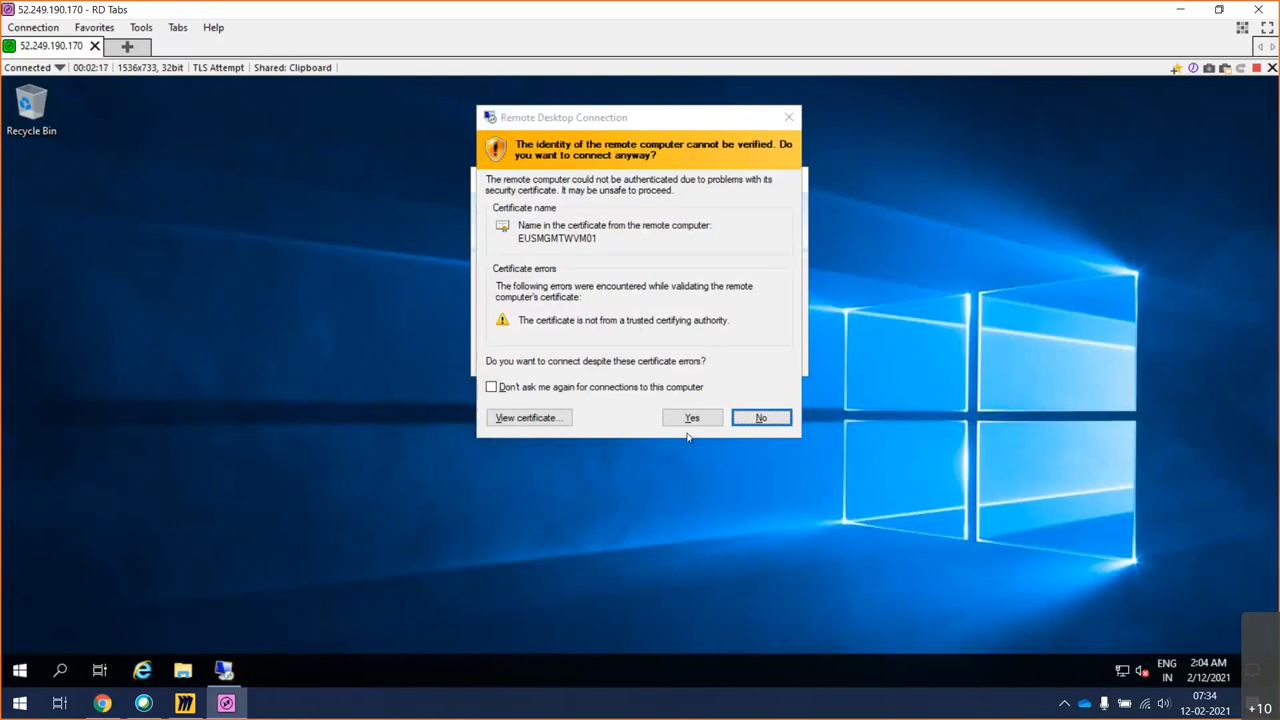 52.249.190.170 - RD Tabs
Connection Favorites Tools Tabs Help
52.249.190.170
Connected 00:02:17 1536x733, 32bit TLS Attempt Shared: Clipboard
Recycle Bin
Remote Desktop Connection
The identity of the remote computer cannot be verified. Do
you want to connect anyway?
The remote computer could not be authenticated due to problems with its
security certificate. It may be unsafe to proceed.
Certificate name
Name in the certificate from the remote computer:
EUSMGMTWVM01
Certificate errors
The following errors were encountered while validating the remote
computer's certificate:
The certificate is not from a trusted certifying authority.
Do you want to connect despite these certificate errors?
Don't ask me again for connections to this computer
View certificate... Yes No
ENG 2:04 AM
IN 2/12/2021
07:34
12-02-2021
+10